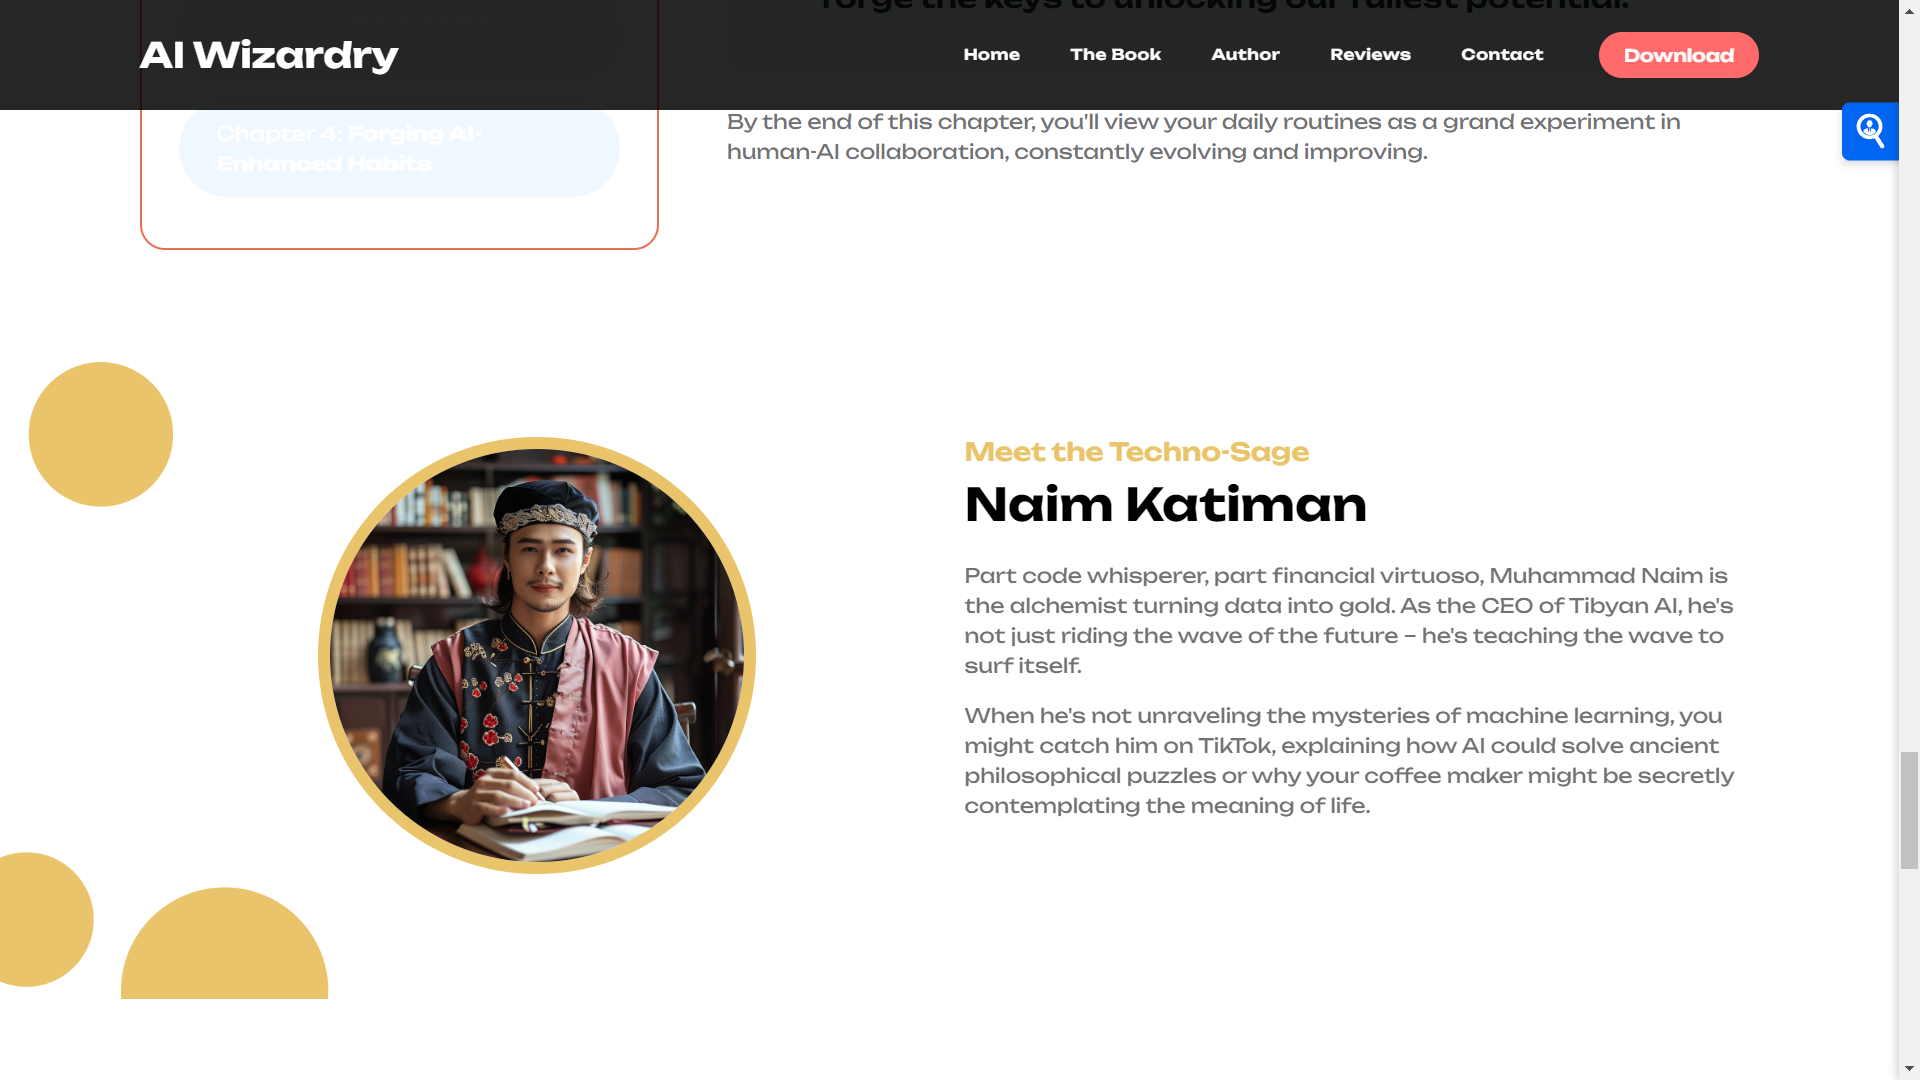 forge the keys to unlocking our fullest potential.
AI Wizardry
Home
The Book
Author
Reviews
Contact
Download
Chapter 4: Forging AI-
Enhanced Habits
By the end of this chapter, you'll view your daily routines as a grand experiment in
human-AI collaboration, constantly evolving and improving.
Meet the Techno-Sage
Naim Katiman
Part code whisperer, part financial virtuoso, Muhammad Naim is
the alchemist turning data into gold. As the CEO of Tibyan AI, he's
not just riding the wave of the future – he's teaching the wave to
surf itself.
When he's not unraveling the mysteries of machine learning, you
might catch him on TikTok, explaining how AI could solve ancient
philosophical puzzles or why your coffee maker might be secretly
contemplating the meaning of life.